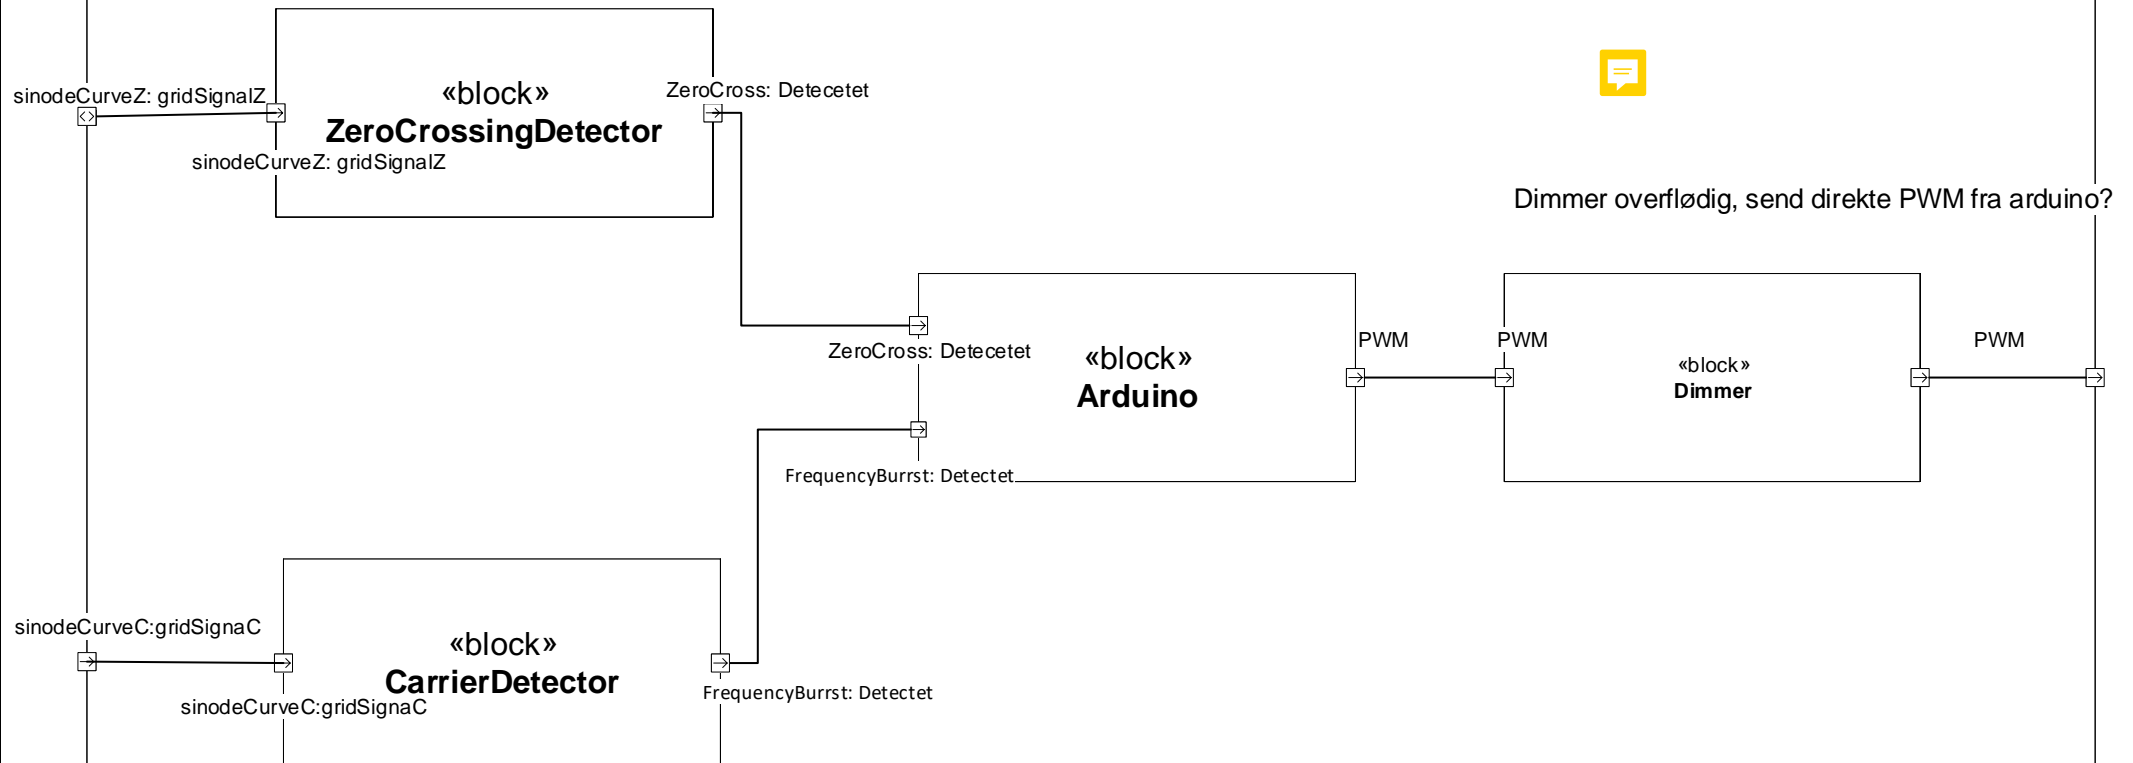 sinodeCurveZ: gridSignalZ
«block»
ZeroCrossingDetector
sinodeCurveZ: gridSignalZ
ZeroCross: Detecetet
Dimmer overflødig, send direkte PWM fra arduino?
ZeroCross: Detecetet
«block»
Arduino
FrequencyBurrst: Detectet
PWM
PWM
«block»
Dimmer
PWM
sinodeCurveC:gridSignaC
«block»
CarrierDetector
sinodeCurveC:gridSignaC
FrequencyBurrst: Detectet